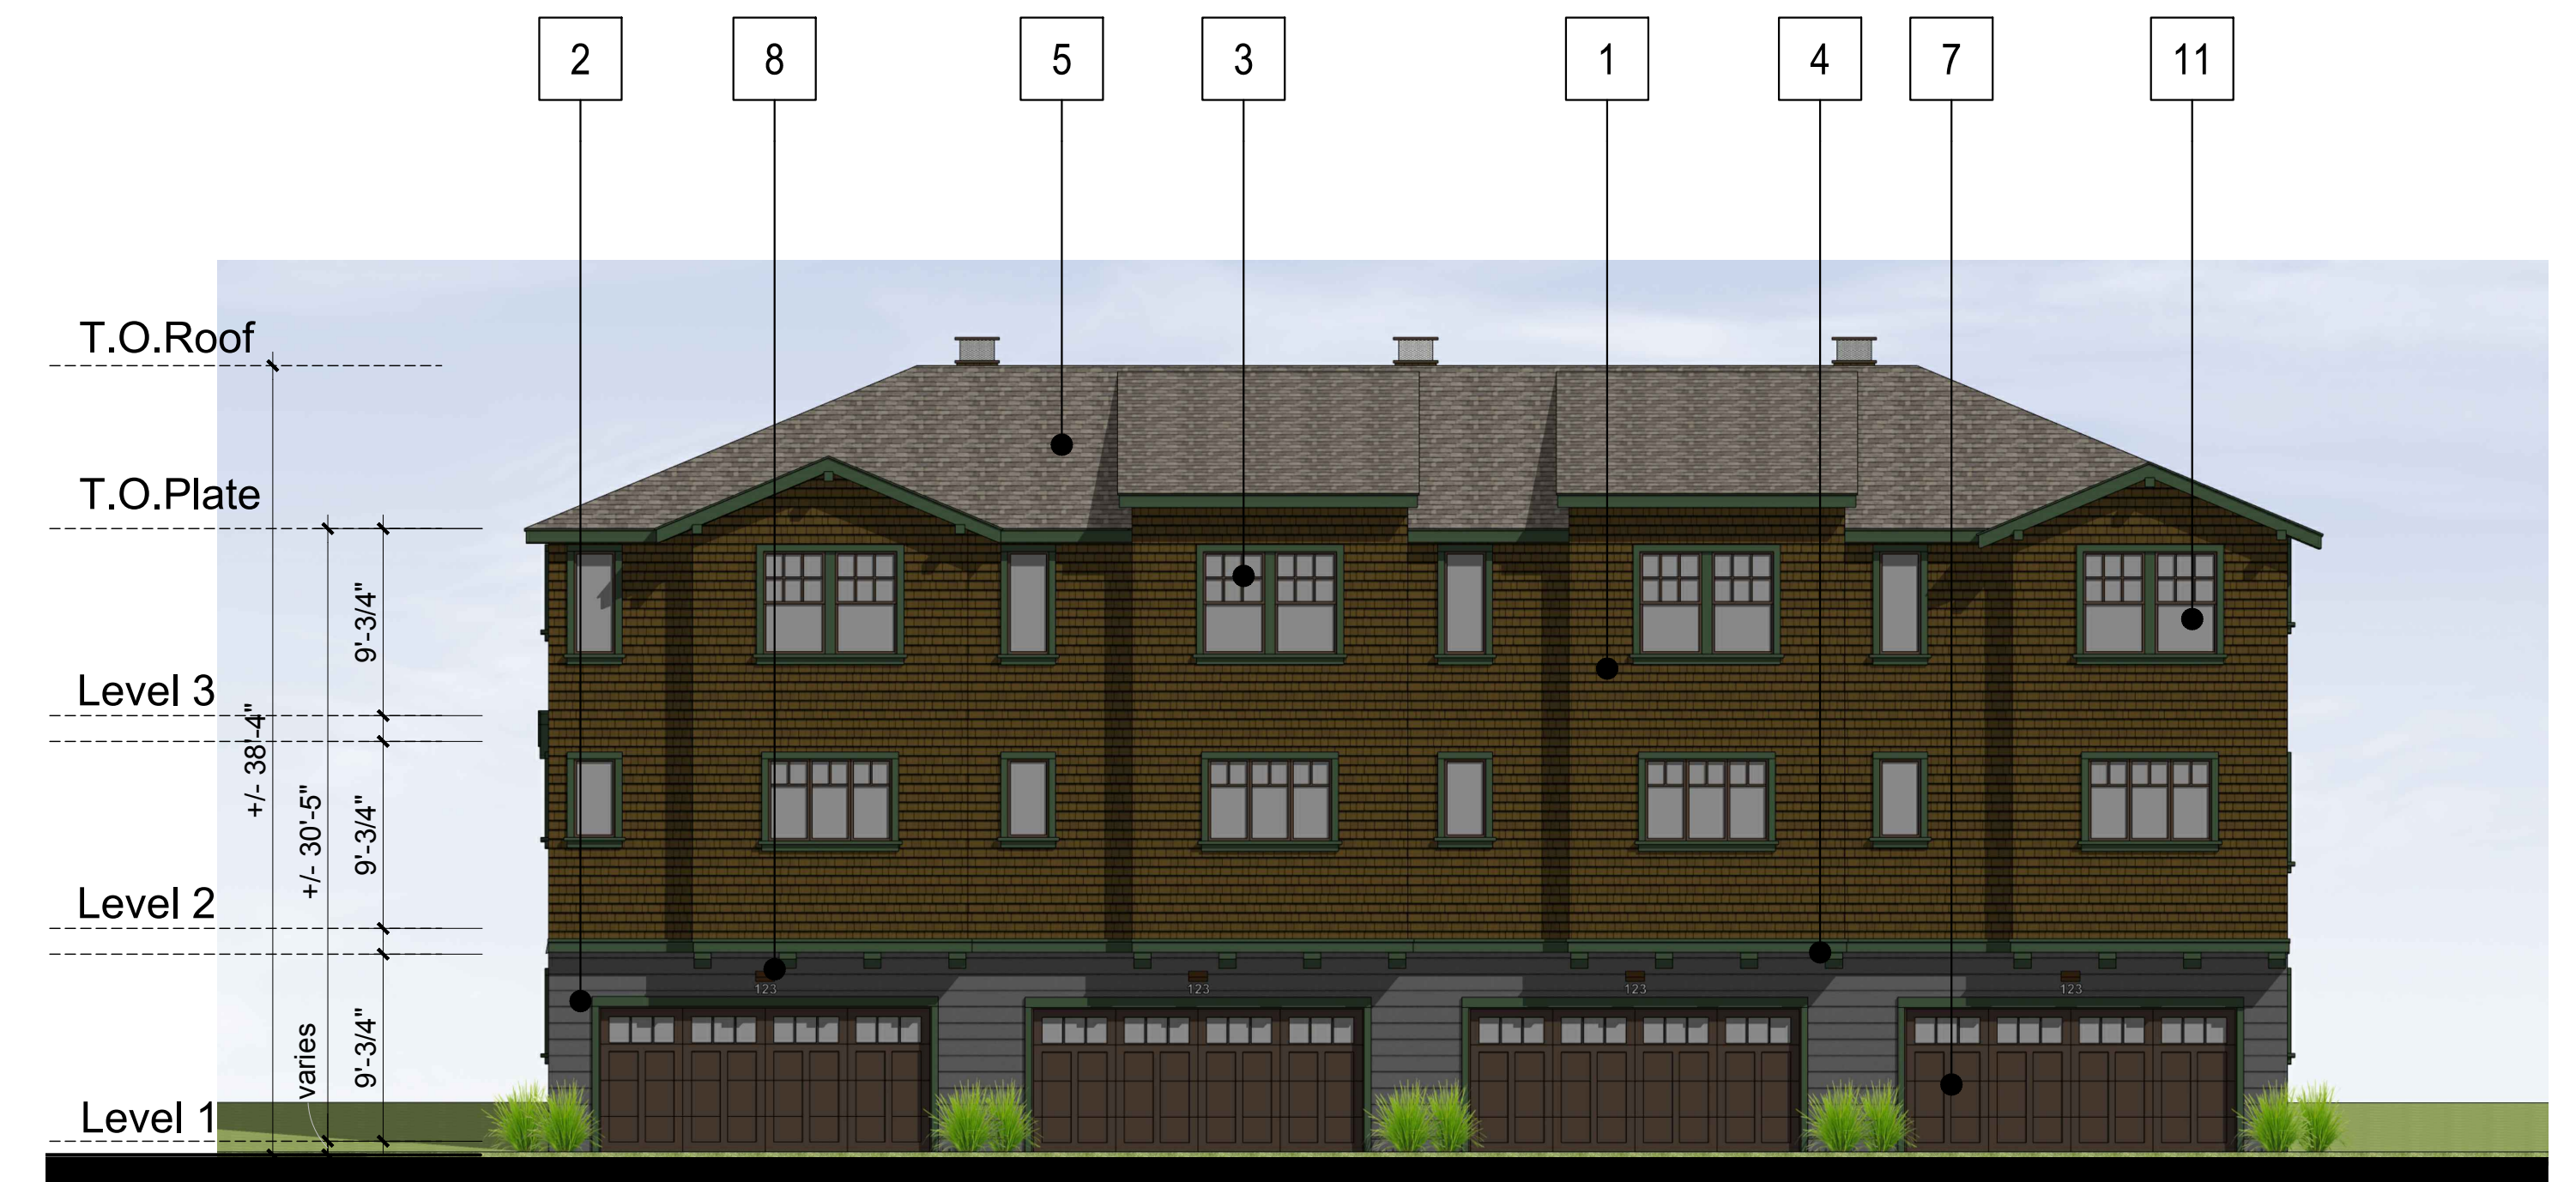 2 8 5 3 1 4 7 11
T.O.Roof
T.O.Plate
9'-3/4"
Level 3
+/- 38'-4"
+/- 30'-5"
9'-3/4"
Level 2
varies
9'-3/4"
123 123 123 123
Level 1